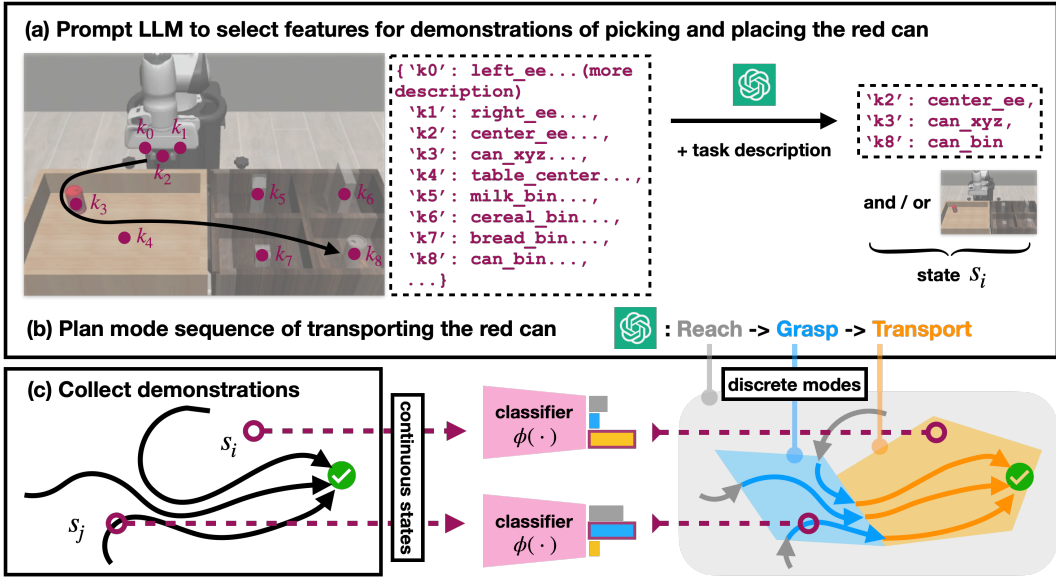 (a) Prompt LLM to select features for demonstrations of picking and placing the red can
k0
k1
k2
k3
k4
k5
k6
k7
k8
{‘k0’: left_ee...(more
description)
‘k1’: right_ee...,
‘k2’: center_ee...,
‘k3’: can_xyz...,
‘k4’: table_center...,
‘k5’: milk_bin...,
‘k6’: cereal_bin...,
‘k7’: bread_bin...,
‘k8’: can_bin...,
...}
+ task description
‘k2’: center_ee,
‘k3’: can_xyz,
‘k8’: can_bin
and / or
state si
(b) Plan mode sequence of transporting the red can
: Reach -> Grasp -> Transport
(c) Collect demonstrations
si
sj
continuous states
classifier
ϕ(·)
classifier
ϕ(·)
discrete modes